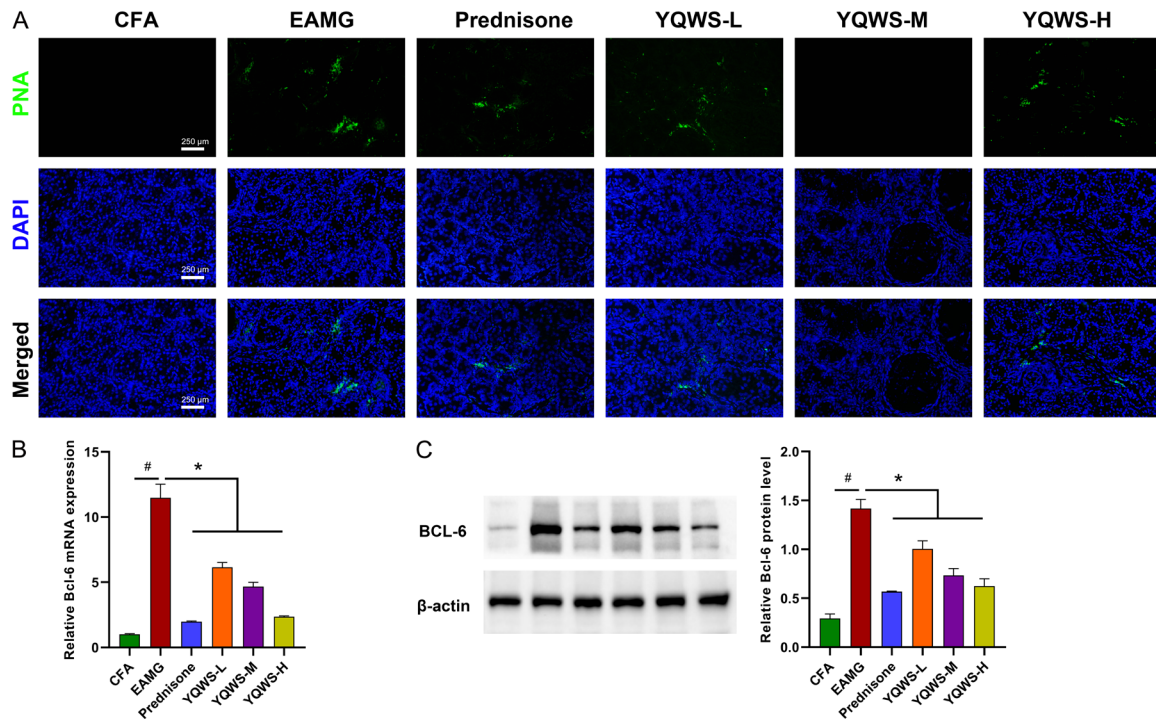 A
CFA EAMG Prednisone YQWS-L YQWS-M YQWS-H
PNA
250 µm
DAPI
250 µm
Merged
250 µm
B
Relative Bcl-6 mRNA expression
15
10
5
0
# *
CFA EAMG Prednisone YQWS-L YQWS-M YQWS-H
C
BCL-6
β-actin
Relative Bcl-6 protein level
2.0
1.5
1.0
0.5
0.0
# *
CFA EAMG Prednisone YQWS-L YQWS-M YQWS-H